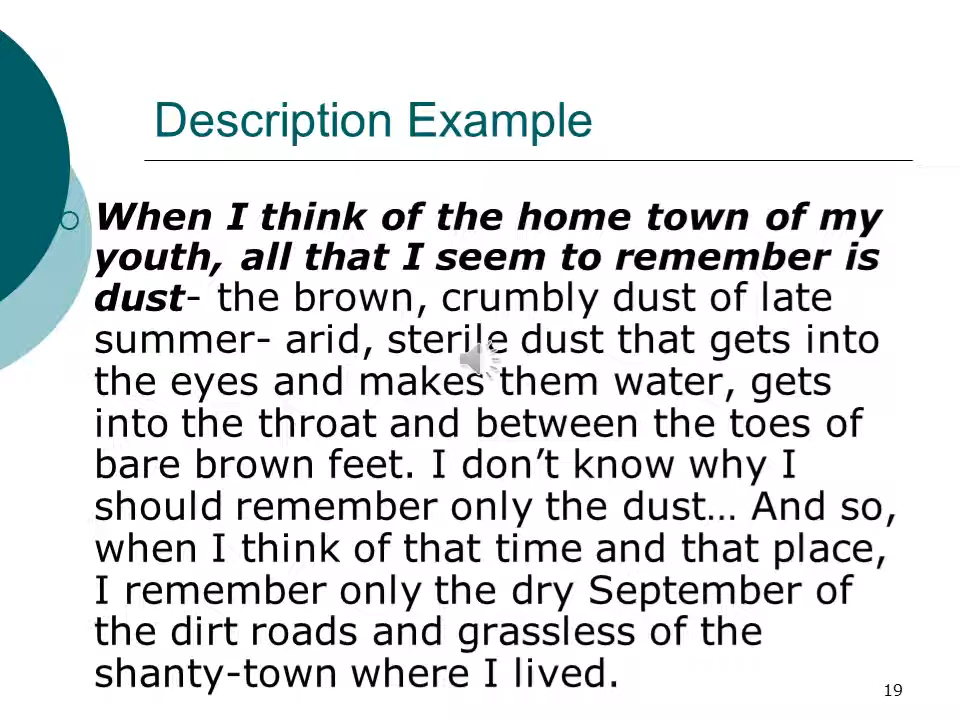 Description Example
When I think of the home town of my
youth, all that I seem to remember is
dust- the brown, crumbly dust of late
summer- arid, sterile dust that gets into
the eyes and makes them water, gets
into the throat and between the toes of
bare brown feet. I don’t know why I
should remember only the dust… And so,
when I think of that time and that place,
I remember only the dry September of
the dirt roads and grassless of the
shanty-town where I lived.
19